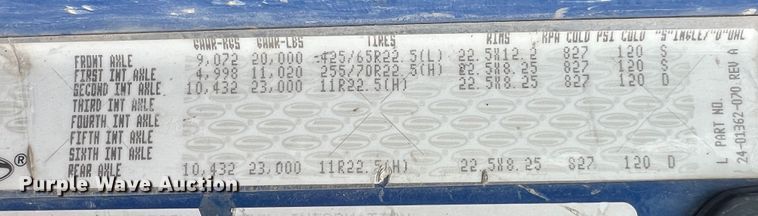 GAWR-KGS GAWR-LBS TIRES RIMS KPA COLD PSI COLD "S"INGLE/"D"UAL
FRONT AXLE 9,072 20,000 425/65R22.5(L) 22.5X12.2 827 120 S
FIRST INT AXLE 4,998 11,020 255/70R22.5(H) 22.5X8.25 827 120 S
SECOND INT AXLE 10,432 23,000 11R22.5(H) 22.5X8.25 827 120 D
THIRD INT AXLE
FOURTH INT AXLE
FIFTH INT AXLE
SIXTH INT AXLE
REAR AXLE 10,432 23,000 11R22.5(H) 22.5X8.25 827 120 D
L PART NO.
24-01362-070 REV A
®
Purple Wave Auction
INFORMATION